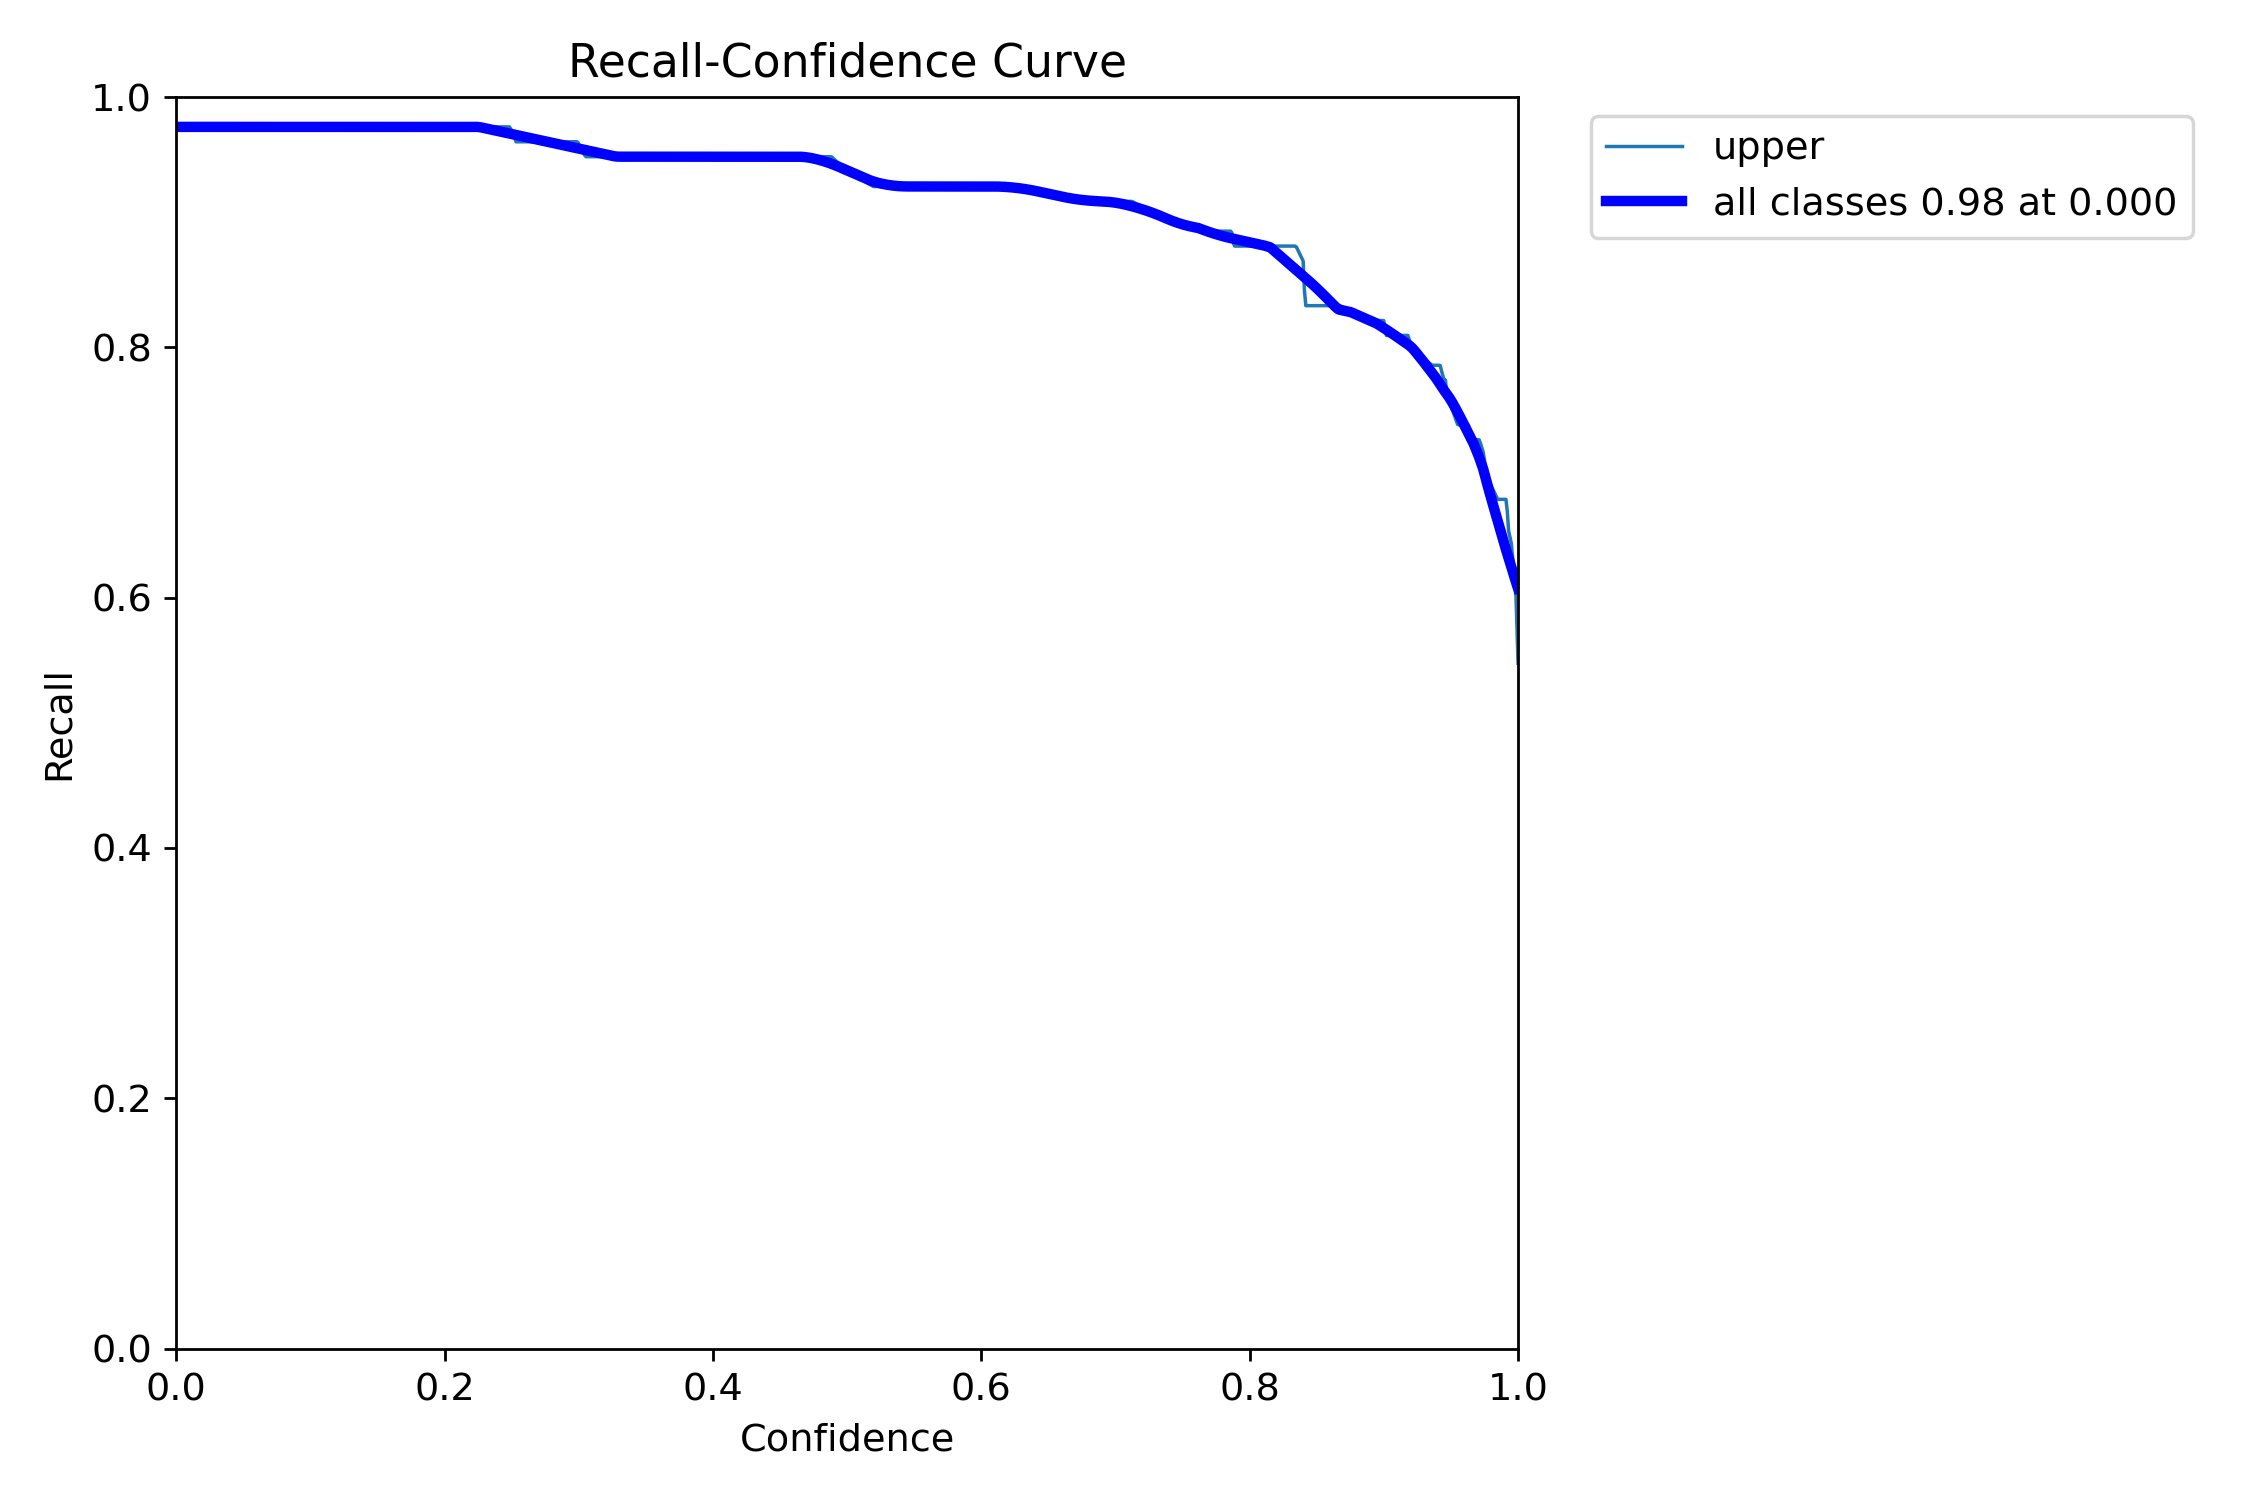 Recall-Confidence Curve
1.0
0.8
0.6
0.4
0.2
0.0
Recall
0.0 0.2 0.4 0.6 0.8 1.0
Confidence
upper
all classes 0.98 at 0.000